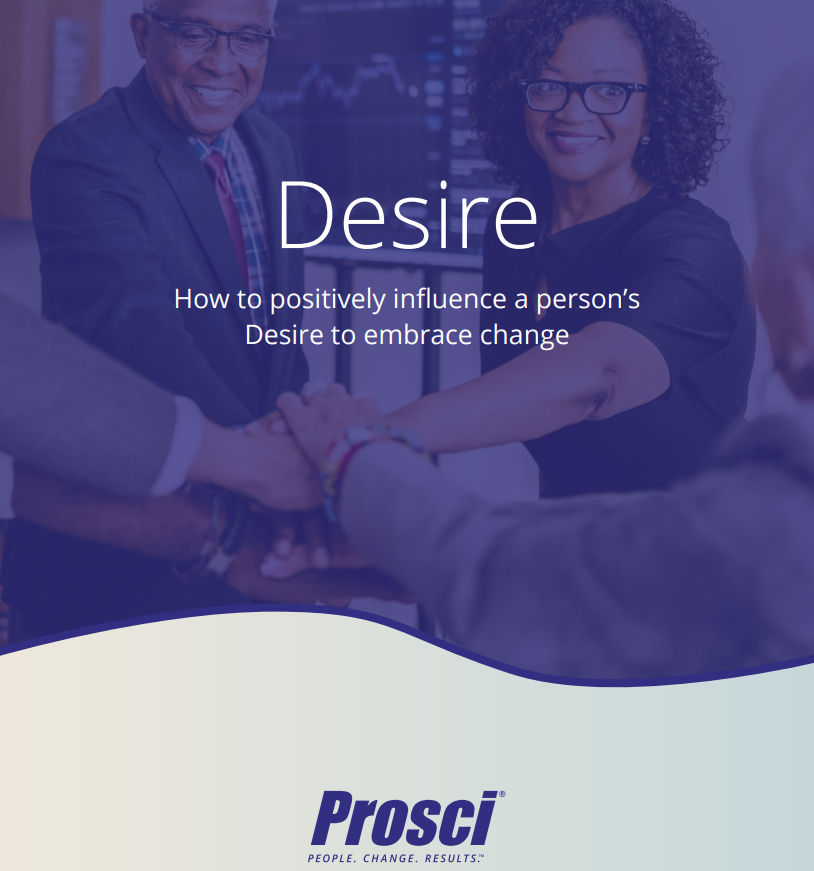 Desire
How to positively influence a person’s
Desire to embrace change
Prosci®
PEOPLE. CHANGE. RESULTS.™